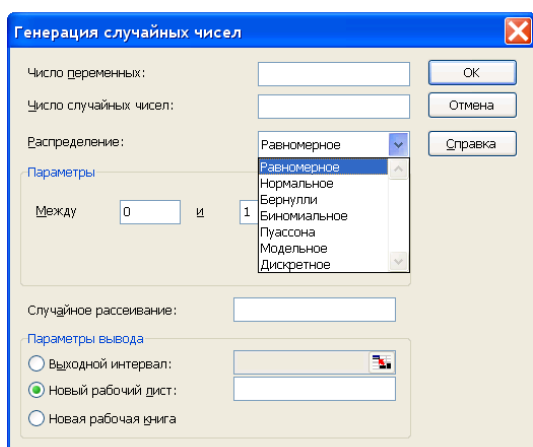 Генерация случайных чисел
Число переменных:
ОК
Число случайных чисел:
Отмена
Распределение:
Равномерное
Справка
Равномерное
Нормальное
Бернулли
Биномиальное
Пуассона
Модельное
Дискретное
Параметры
Между 0 и 1
Случайное рассеивание:
Параметры вывода
Выходной интервал:
Новый рабочий лист:
Новая рабочая книга